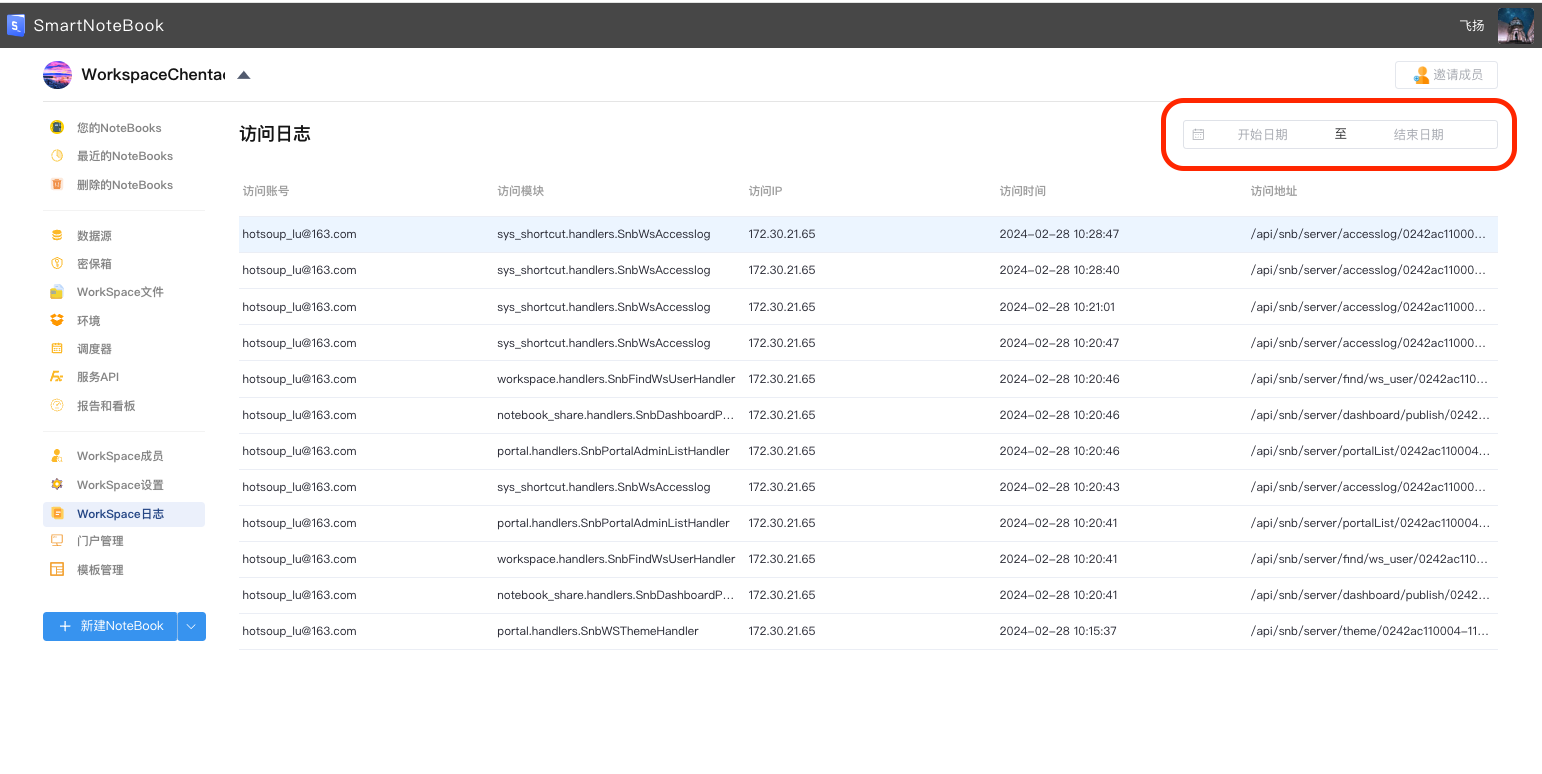 SmartNoteBook
飞扬
WorkspaceChentao
邀请成员
您的NoteBooks
最近的NoteBooks
删除的NoteBooks
数据源
密保箱
WorkSpace文件
环境
调度器
服务API
报告和看板
WorkSpace成员
WorkSpace设置
WorkSpace日志
门户管理
模板管理
新建NoteBook
访问日志
开始日期 至 结束日期
访问账号 访问模块 访问IP 访问时间 访问地址
hotsoup_lu@163.com sys_shortcut.handlers.SnbWsAccesslog 172.30.21.65 2024-02-28 10:28:47 /api/snb/server/accesslog/0242ac11000...
hotsoup_lu@163.com sys_shortcut.handlers.SnbWsAccesslog 172.30.21.65 2024-02-28 10:28:40 /api/snb/server/accesslog/0242ac11000...
hotsoup_lu@163.com sys_shortcut.handlers.SnbWsAccesslog 172.30.21.65 2024-02-28 10:21:01 /api/snb/server/accesslog/0242ac11000...
hotsoup_lu@163.com sys_shortcut.handlers.SnbWsAccesslog 172.30.21.65 2024-02-28 10:20:47 /api/snb/server/accesslog/0242ac11000...
hotsoup_lu@163.com workspace.handlers.SnbFindWsUserHandler 172.30.21.65 2024-02-28 10:20:46 /api/snb/server/find/ws_user/0242ac110...
hotsoup_lu@163.com notebook_share.handlers.SnbDashboardP... 172.30.21.65 2024-02-28 10:20:46 /api/snb/server/dashboard/publish/0242...
hotsoup_lu@163.com portal.handlers.SnbPortalAdminListHandler 172.30.21.65 2024-02-28 10:20:46 /api/snb/server/portalList/0242ac110004...
hotsoup_lu@163.com sys_shortcut.handlers.SnbWsAccesslog 172.30.21.65 2024-02-28 10:20:43 /api/snb/server/accesslog/0242ac11000...
hotsoup_lu@163.com portal.handlers.SnbPortalAdminListHandler 172.30.21.65 2024-02-28 10:20:41 /api/snb/server/portalList/0242ac110004...
hotsoup_lu@163.com workspace.handlers.SnbFindWsUserHandler 172.30.21.65 2024-02-28 10:20:41 /api/snb/server/find/ws_user/0242ac110...
hotsoup_lu@163.com notebook_share.handlers.SnbDashboardP... 172.30.21.65 2024-02-28 10:20:41 /api/snb/server/dashboard/publish/0242...
hotsoup_lu@163.com portal.handlers.SnbWSThemeHandler 172.30.21.65 2024-02-28 10:15:37 /api/snb/server/theme/0242ac110004-11...